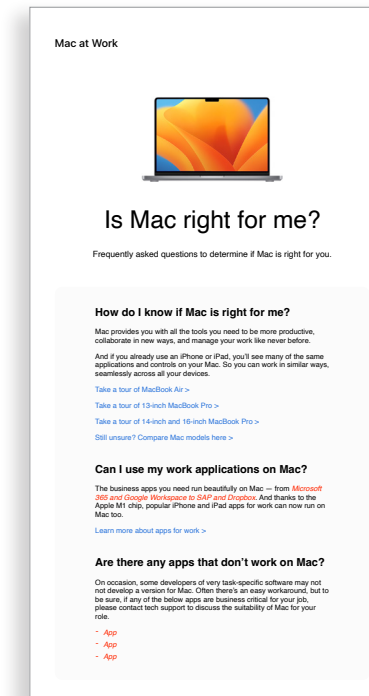 Mac at Work
Is Mac right for me?
Frequently asked questions to determine if Mac is right for you.
How do I know if Mac is right for me?
Mac provides you with all the tools you need to be more productive,
collaborate in new ways, and manage your work like never before.
And if you already use an iPhone or iPad, you'll see many of the same
applications and controls on your Mac. So you can work in similar ways,
seamlessly across all your devices.
Take a tour of MacBook Air >
Take a tour of 13-inch MacBook Pro >
Take a tour of 14-inch and 16-inch MacBook Pro >
Still unsure? Compare Mac models here >
Can I use my work applications on Mac?
The business apps you need run beautifully on Mac — from Microsoft
365 and Google Workspace to SAP and Dropbox. And thanks to the
Apple M1 chip, popular iPhone and iPad apps for work can now run on
Mac too.
Learn more about apps for work >
Are there any apps that don't work on Mac?
On occasion, some developers of very task-specific software may not
not develop a version for Mac. Often there's an easy workaround, but to
be sure, if any of the below apps are business critical for your job,
please contact tech support to discuss the suitability of Mac for your
role.
- App
- App
- App